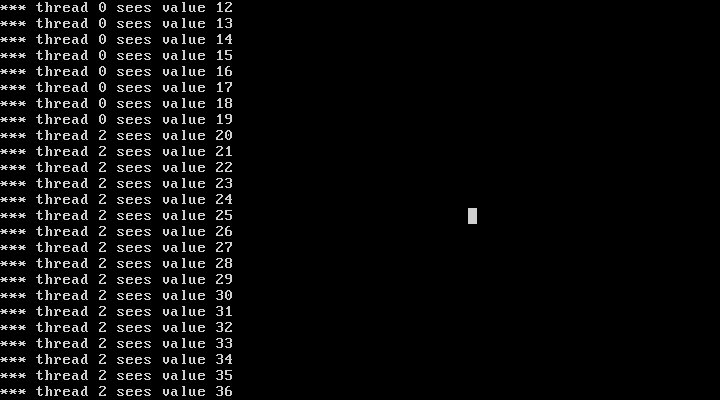 *** thread 0 sees value 12
*** thread 0 sees value 13
*** thread 0 sees value 14
*** thread 0 sees value 15
*** thread 0 sees value 16
*** thread 0 sees value 17
*** thread 0 sees value 18
*** thread 0 sees value 19
*** thread 2 sees value 20
*** thread 2 sees value 21
*** thread 2 sees value 22
*** thread 2 sees value 23
*** thread 2 sees value 24
*** thread 2 sees value 25
*** thread 2 sees value 26
*** thread 2 sees value 27
*** thread 2 sees value 28
*** thread 2 sees value 29
*** thread 2 sees value 30
*** thread 2 sees value 31
*** thread 2 sees value 32
*** thread 2 sees value 33
*** thread 2 sees value 34
*** thread 2 sees value 35
*** thread 2 sees value 36